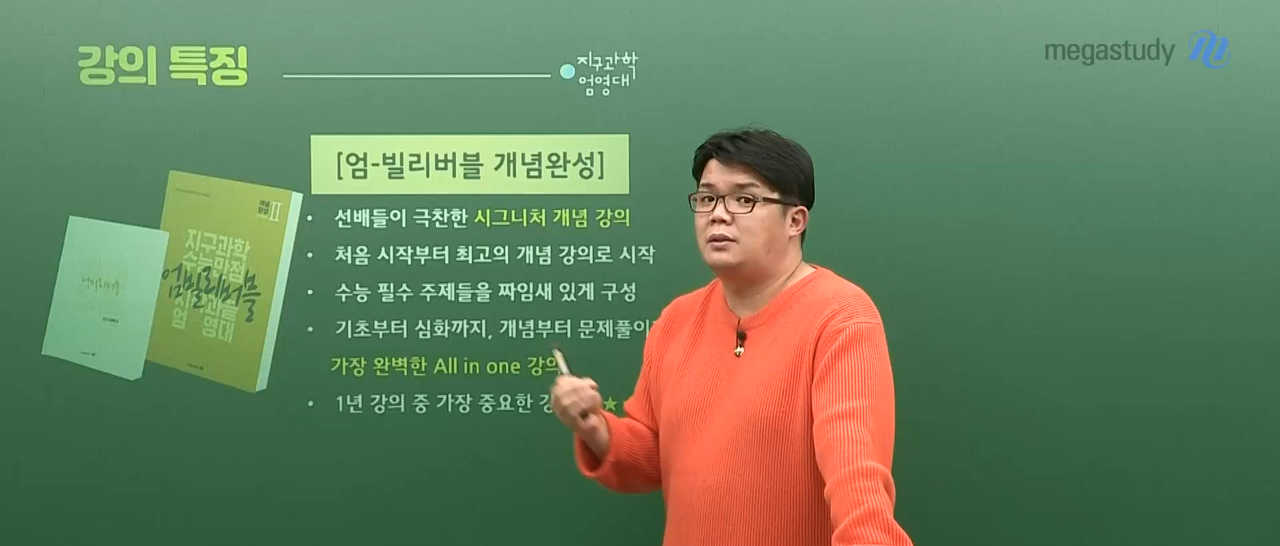 강의 특징
지구과학
엄영대
megastudy
[엄-빌리버블 개념완성]
• 선배들이 극찬한 시그니처 개념 강의
• 처음 시작부터 최고의 개념 강의로 시작
• 수능 필수 주제들을 짜임새 있게 구성
• 기초부터 심화까지, 개념부터 문제풀이
가장 완벽한 All in one 강의
• 1년 강의 중 가장 중요한 ★
개념
완성 II
지구과학
수능만점
엄빌리버블
영대